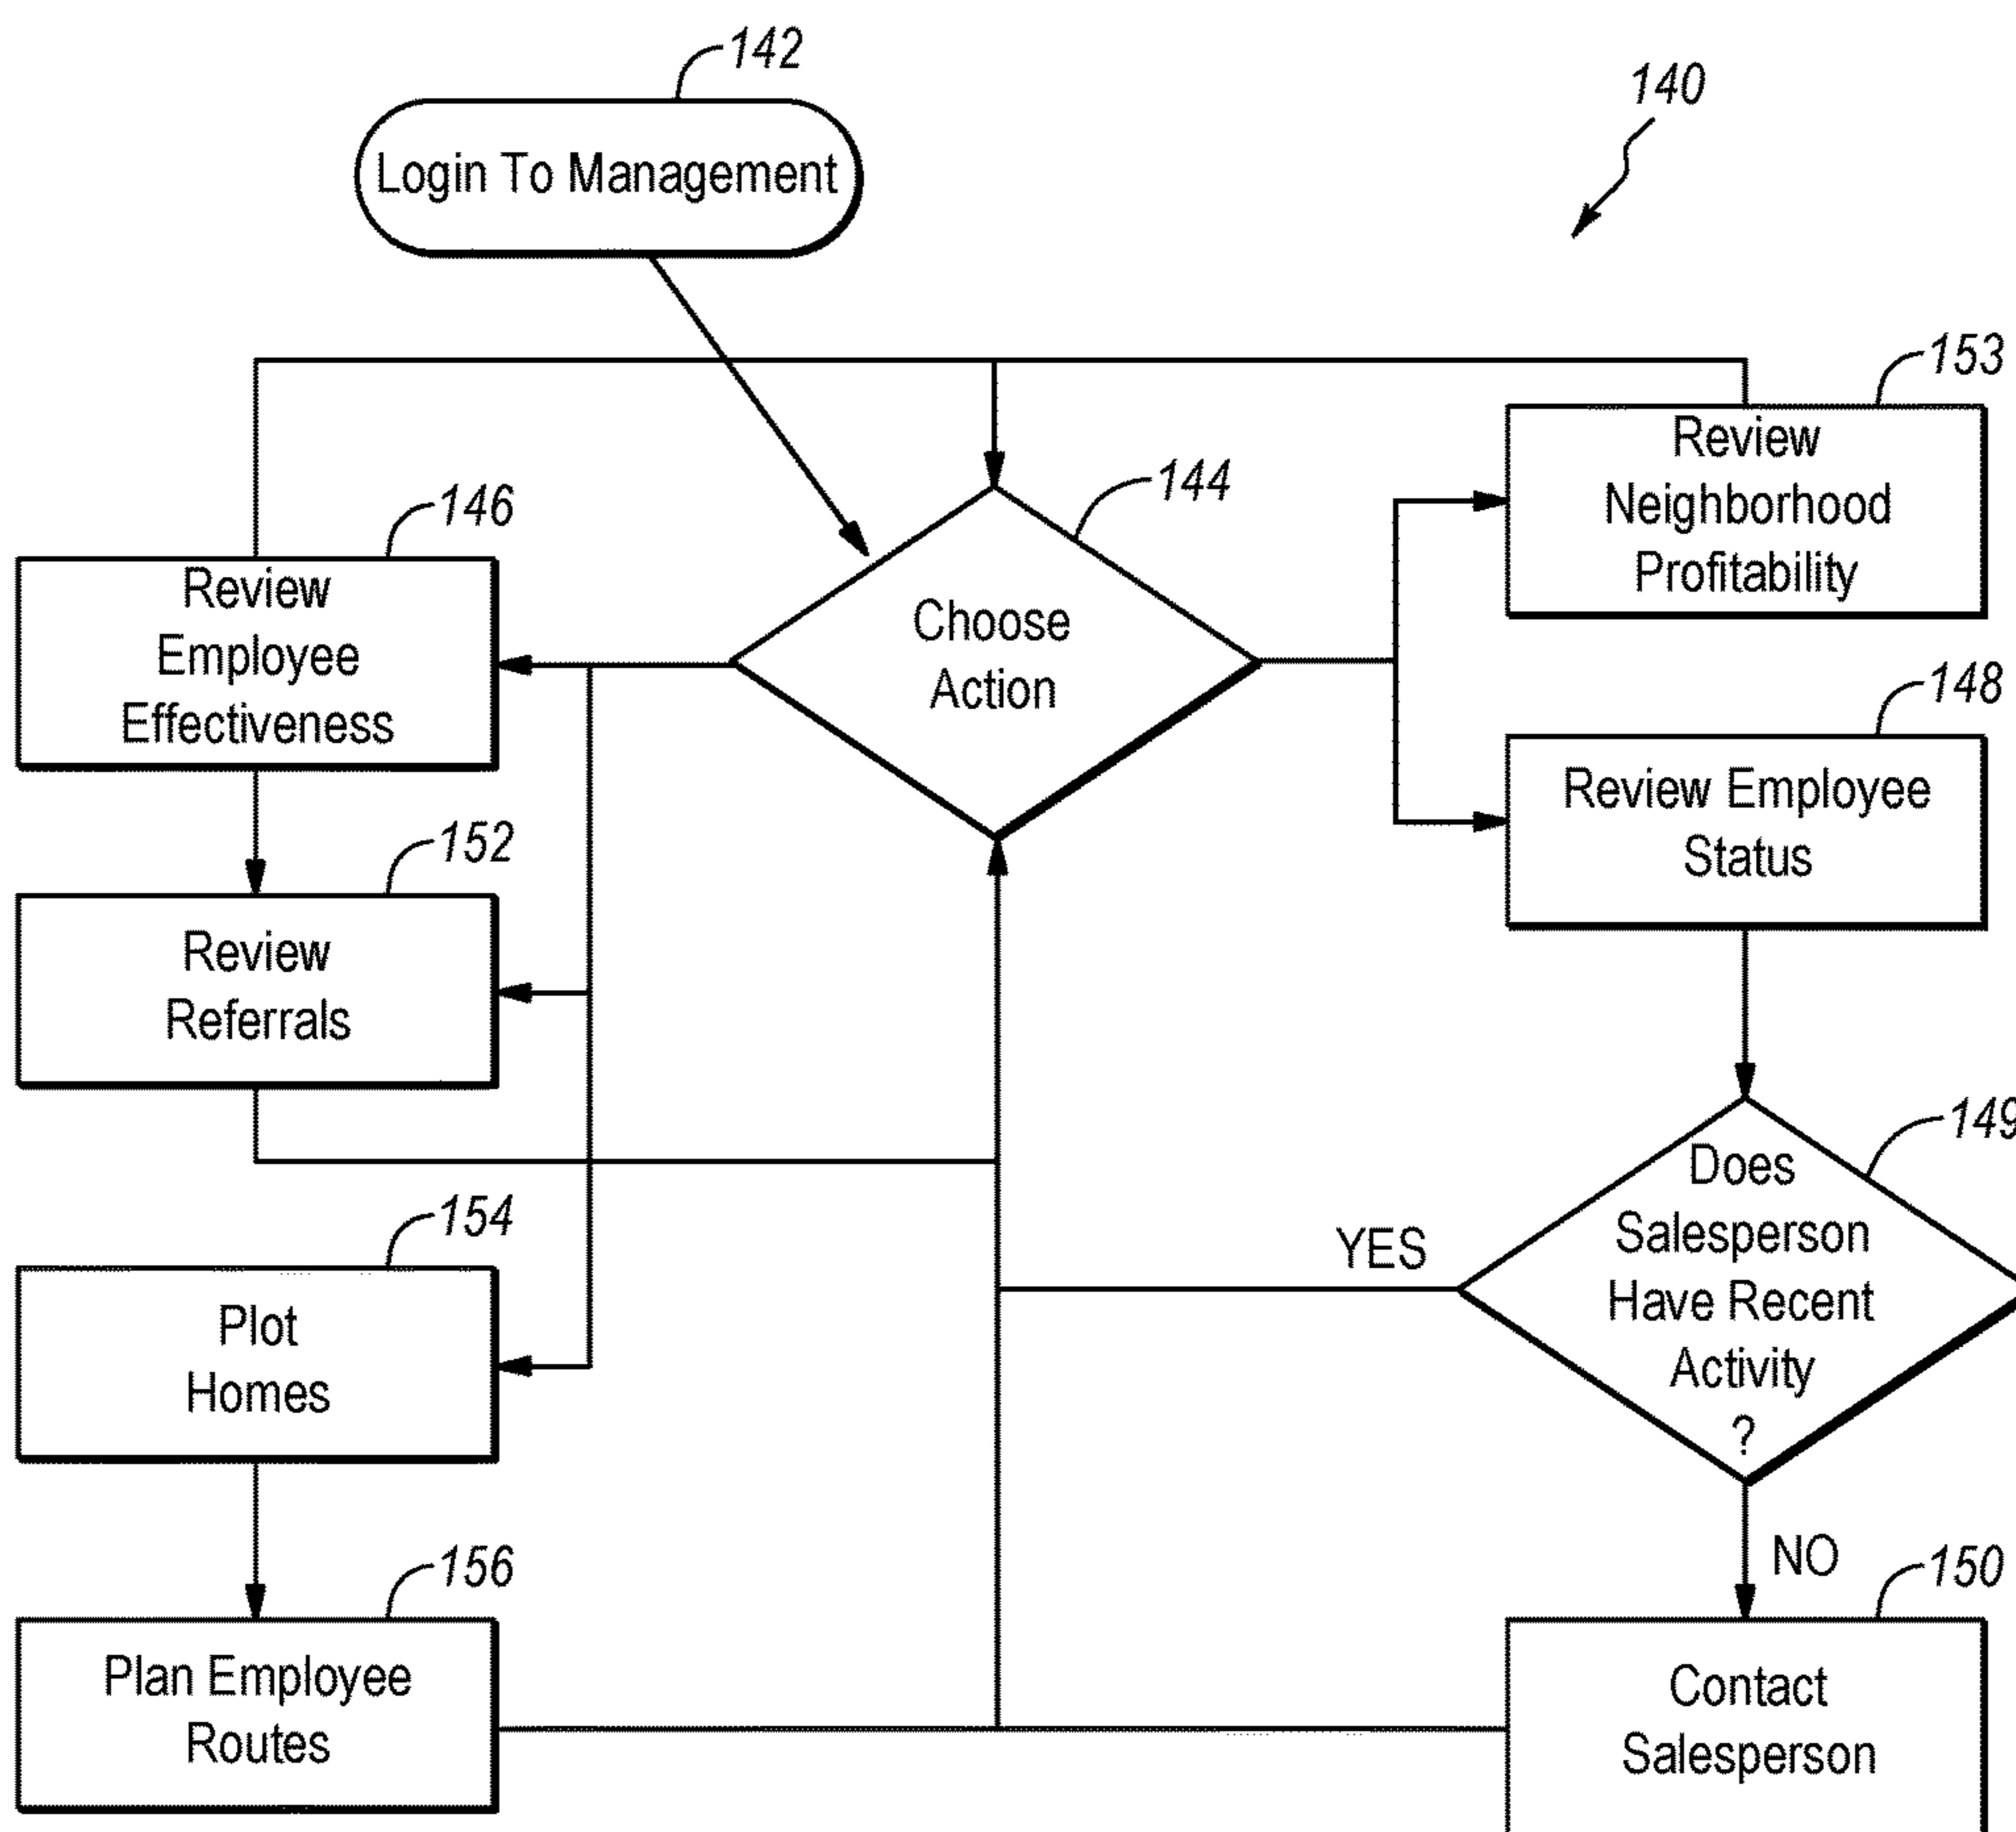 142
140
Login To Management
153
Review
Neighborhood
Profitability
144
146
Review
Employee
Effectiveness
Choose
Action
148
Review Employee
Status
152
Review
Referrals
149
Does
Salesperson
Have Recent
Activity
?
YES
154
Plot
Homes
NO
156
150
Plan Employee
Routes
Contact
Salesperson